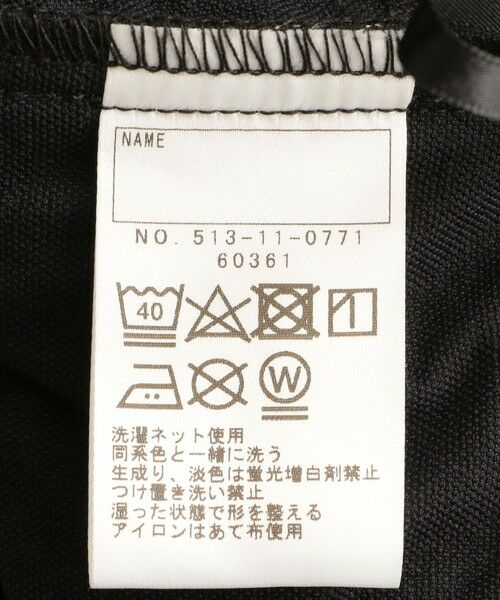 NAME
NO. 513-11-0771
60361
40
W
洗濯ネット使用
同系色と一緒に洗う
生成り、淡色は蛍光増白剤禁止
つけ置き洗い禁止
湿った状態で形を整える
アイロンはあて布使用